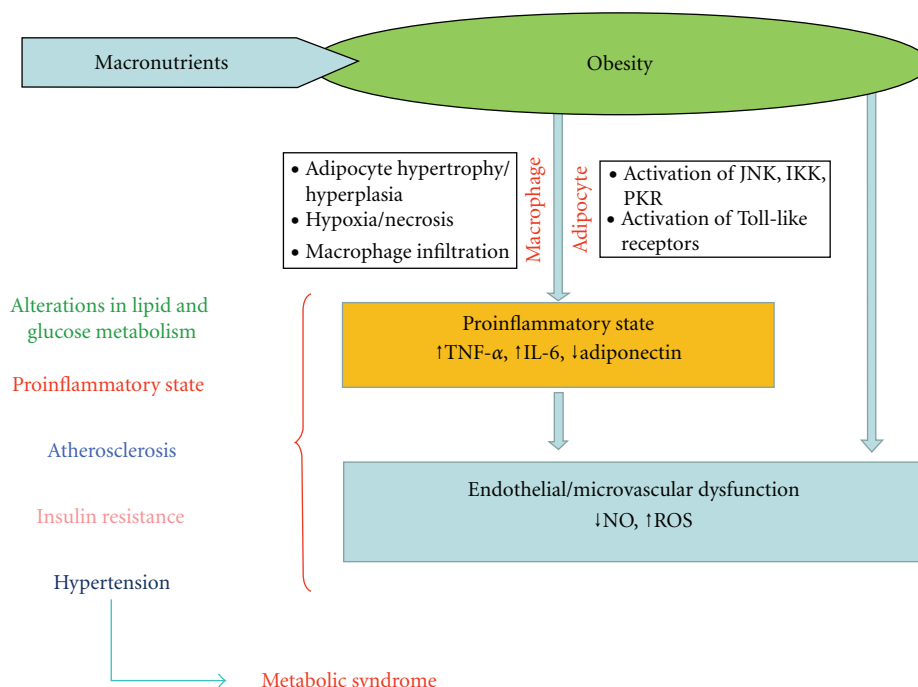 Macronutrients
Obesity
• Adipocyte hypertrophy/
hyperplasia
• Hypoxia/necrosis
• Macrophage infiltration
Macrophage
Adipocyte
• Activation of JNK, IKK,
PKR
• Activation of Toll-like
receptors
Alterations in lipid and
glucose metabolism
Proinflammatory state
Atherosclerosis
Insulin resistance
Hypertension
Proinflammatory state
↑TNF-α, ↑IL-6, ↓adiponectin
Endothelial/microvascular dysfunction
↓NO, ↑ROS
Metabolic syndrome